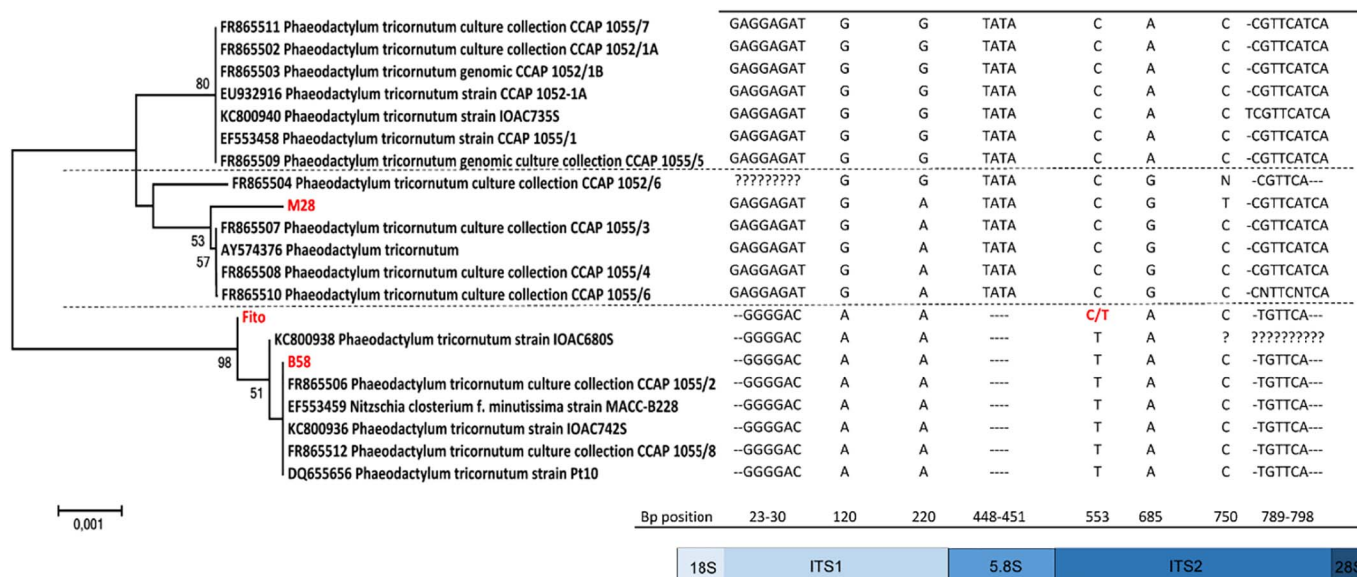 FR865511 Phaeodactylum tricornutum culture collection CCAP 1055/7 GAGGAGAT G G TATA C A C -CGTTCATCA
FR865502 Phaeodactylum tricornutum culture collection CCAP 1052/1A GAGGAGAT G G TATA C A C -CGTTCATCA
FR865503 Phaeodactylum tricornutum genomic CCAP 1052/1B GAGGAGAT G G TATA C A C -CGTTCATCA
80 EU932916 Phaeodactylum tricornutum strain CCAP 1052-1A GAGGAGAT G G TATA C A C -CGTTCATCA
KC800940 Phaeodactylum tricornutum strain IOAC735S GAGGAGAT G G TATA C A C TCGTTCATCA
EF553458 Phaeodactylum tricornutum strain CCAP 1055/1 GAGGAGAT G G TATA C A C -CGTTCATCA
FR865509 Phaeodactylum tricornutum genomic culture collection CCAP 1055/5 GAGGAGAT G G TATA C A C -CGTTCATCA
FR865504 Phaeodactylum tricornutum culture collection CCAP 1052/6 ????????? G G TATA C G N -CGTTCA---
M28 GAGGAGAT G A TATA C G T -CGTTCATCA
FR865507 Phaeodactylum tricornutum culture collection CCAP 1055/3 GAGGAGAT G A TATA C G C -CGTTCATCA
53 AY574376 Phaeodactylum tricornutum GAGGAGAT G A TATA C G C -CGTTCATCA
57 FR865508 Phaeodactylum tricornutum culture collection CCAP 1055/4 GAGGAGAT G A TATA C G C -CGTTCATCA
FR865510 Phaeodactylum tricornutum culture collection CCAP 1055/6 GAGGAGAT G A TATA C G C -CNTTCNTCA
Fito --GGGGAC A A ---- C/T A C -TGTTCA---
KC800938 Phaeodactylum tricornutum strain IOAC680S --GGGGAC A A ---- T A ? ??????????
98 B58 --GGGGAC A A ---- T A C -TGTTCA---
51 FR865506 Phaeodactylum tricornutum culture collection CCAP 1055/2 --GGGGAC A A ---- T A C -TGTTCA---
EF553459 Nitzschia closterium f. minutissima strain MACC-B228 --GGGGAC A A ---- T A C -TGTTCA---
KC800936 Phaeodactylum tricornutum strain IOAC742S --GGGGAC A A ---- T A C -TGTTCA---
FR865512 Phaeodactylum tricornutum culture collection CCAP 1055/8 --GGGGAC A A ---- T A C -TGTTCA---
DQ655656 Phaeodactylum tricornutum strain Pt10 --GGGGAC A A ---- T A C -TGTTCA---
0,001
Bp position 23-30 120 220 448-451 553 685 750 789-798
18S ITS1 5.8S ITS2 28S